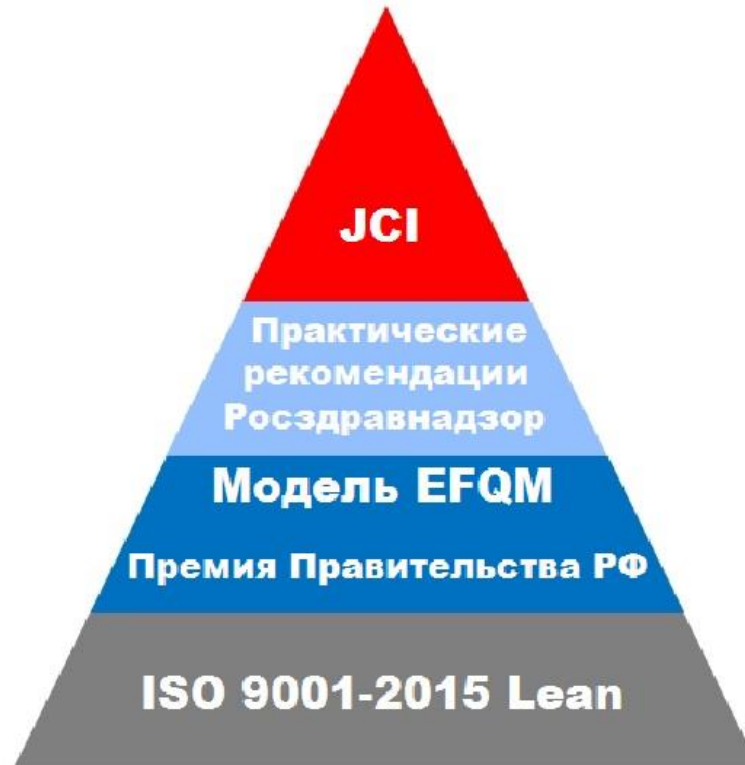 JCI
Практические
рекомендации
Росздравнадзор
Модель EFQM
Премия Правительства РФ
ISO 9001-2015 Lean